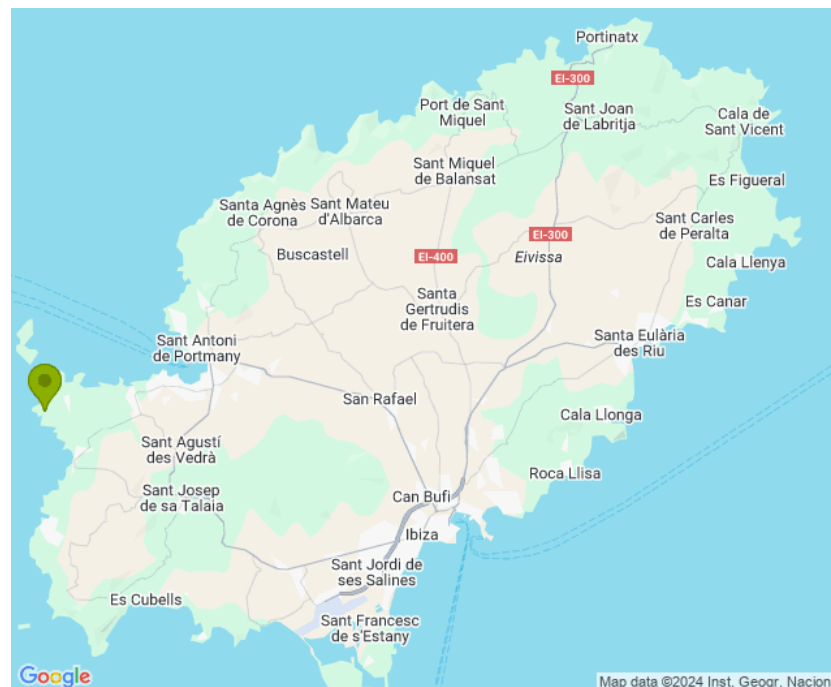 Portinatx
EI-300
Port de Sant
Miquel
Sant Joan
de Labritja
Cala de
Sant Vicent
Sant Miquel
de Balansat
Es Figueral
Santa Agnès
de Corona
Sant Mateu
d'Albarca
Sant Carles
de Peralta
EI-300
Buscastell
EI-400
Eivissa
Cala Llenya
Santa
Gertrudis
de Fruitera
Es Canar
Sant Antoni
de Portmany
Santa Eulària
des Riu
San Rafael
Cala Llonga
Sant Agustí
des Vedrà
Roca Llisa
Sant Josep
de sa Talaia
Can Bufi
Ibiza
Sant Jordi de
ses Salines
Es Cubells
Sant Francesc
de s'Estany
Google
Map data ©2024 Inst. Geogr. Nacion